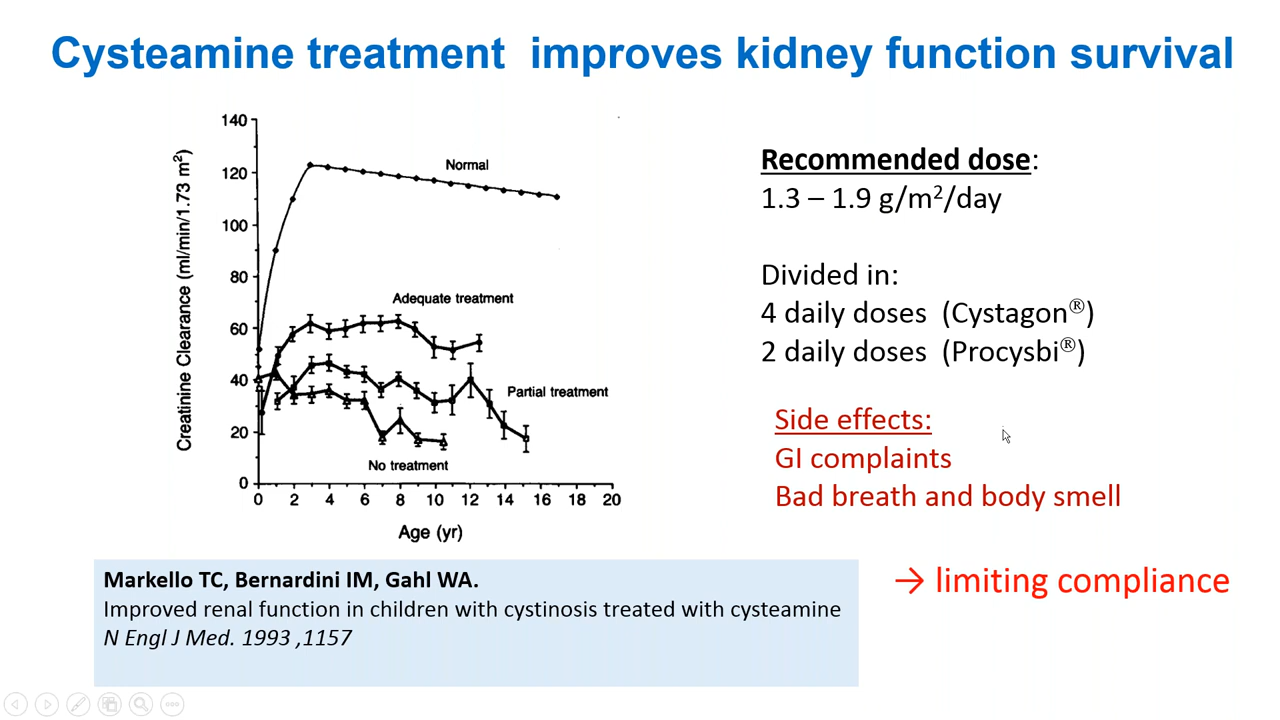 Cysteamine treatment  improves kidney function survival
140
120
100
80
60
40
20
0
Creatinine Clearance (ml/min/1.73 m²)
Normal
Adequate treatment
Partial treatment
No treatment
0 2 4 6 8 10 12 14 16 18 20
Age (yr)
Recommended dose:
1.3 – 1.9 g/m²/day
Divided in:
4 daily doses  (Cystagon®)
2 daily doses  (Procysbi®)
Side effects:
GI complaints
Bad breath and body smell
→ limiting compliance
Markello TC, Bernardini IM, Gahl WA.
Improved renal function in children with cystinosis treated with cysteamine
N Engl J Med. 1993 ,1157